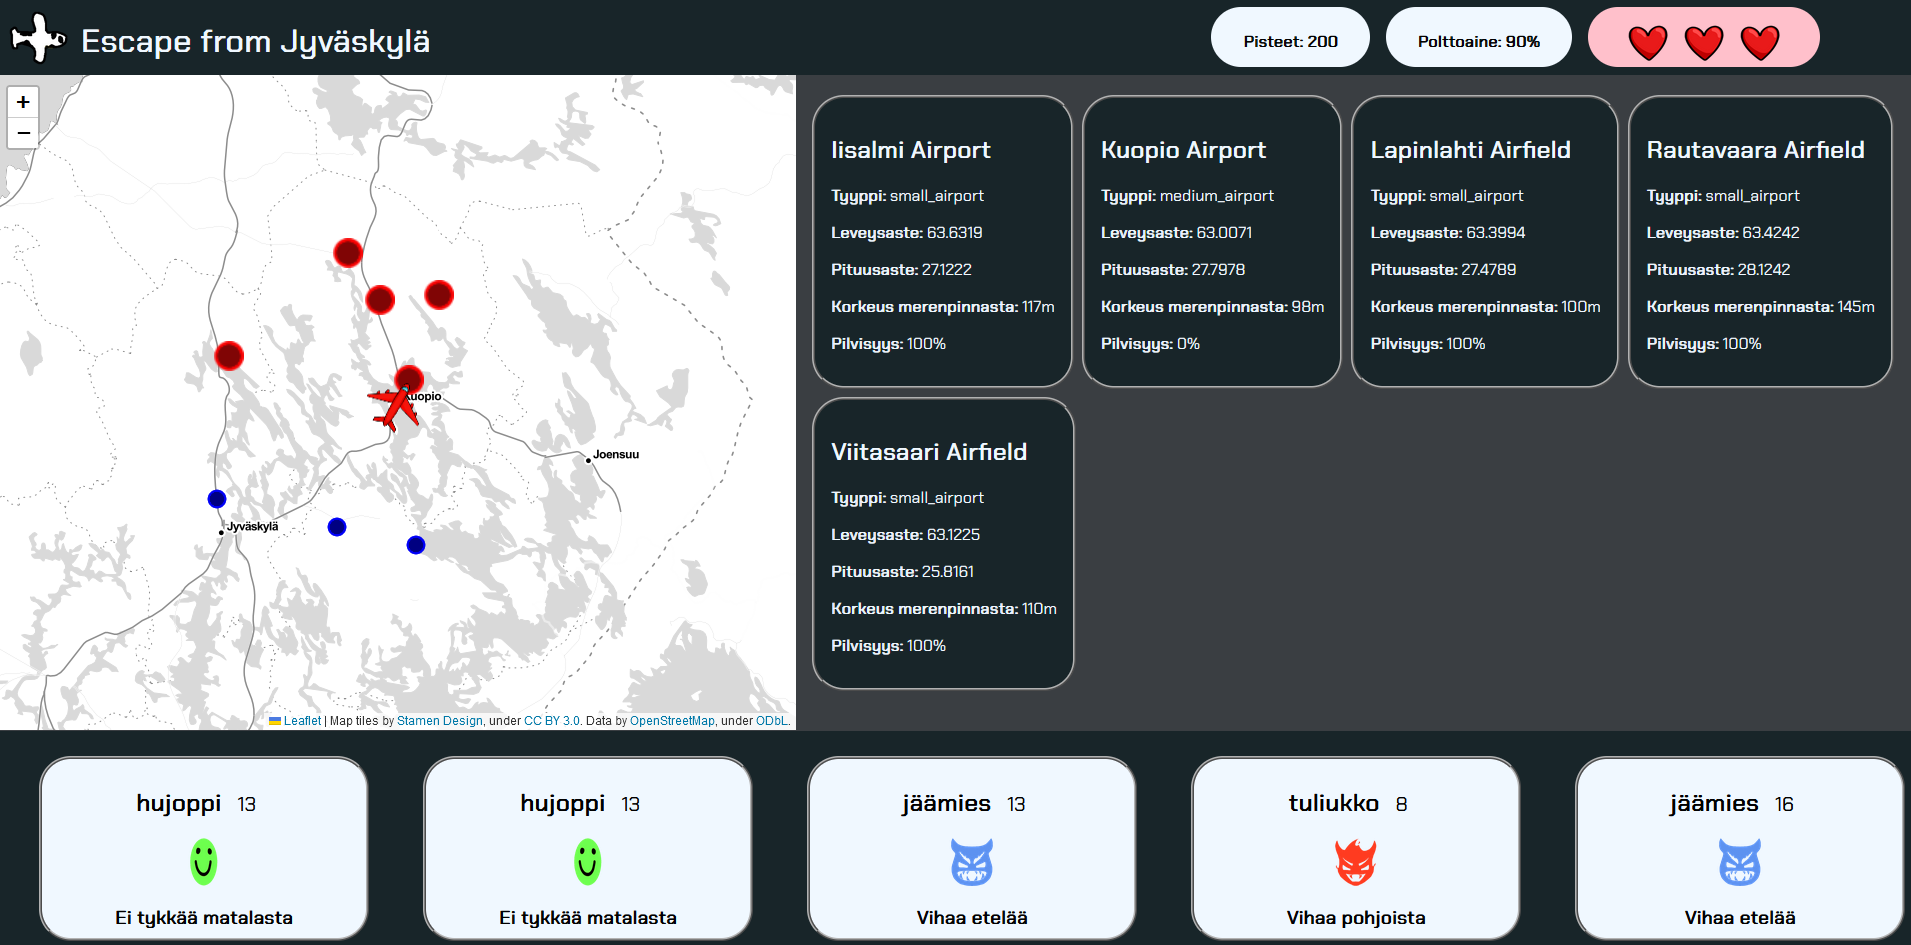 Escape from Jyväskylä
Pisteet: 200
Polttoaine: 90%
+
−
Kuopio
Joensuu
Jyväskylä
Leaflet | Map tiles by Stamen Design, under CC BY 3.0. Data by OpenStreetMap, under ODbL.
Iisalmi Airport
Tyyppi: small_airport
Leveysaste: 63.6319
Pituusaste: 27.1222
Korkeus merenpinnasta: 117m
Pilvisyys: 100%
Kuopio Airport
Tyyppi: medium_airport
Leveysaste: 63.0071
Pituusaste: 27.7978
Korkeus merenpinnasta: 98m
Pilvisyys: 0%
Lapinlahti Airfield
Tyyppi: small_airport
Leveysaste: 63.3994
Pituusaste: 27.4789
Korkeus merenpinnasta: 100m
Pilvisyys: 100%
Rautavaara Airfield
Tyyppi: small_airport
Leveysaste: 63.4242
Pituusaste: 28.1242
Korkeus merenpinnasta: 145m
Pilvisyys: 100%
Viitasaari Airfield
Tyyppi: small_airport
Leveysaste: 63.1225
Pituusaste: 25.8161
Korkeus merenpinnasta: 110m
Pilvisyys: 100%
hujoppi 13
Ei tykkää matalasta
hujoppi 13
Ei tykkää matalasta
jäämies 13
Vihaa etelää
tuliukko 8
Vihaa pohjoista
jäämies 16
Vihaa etelää